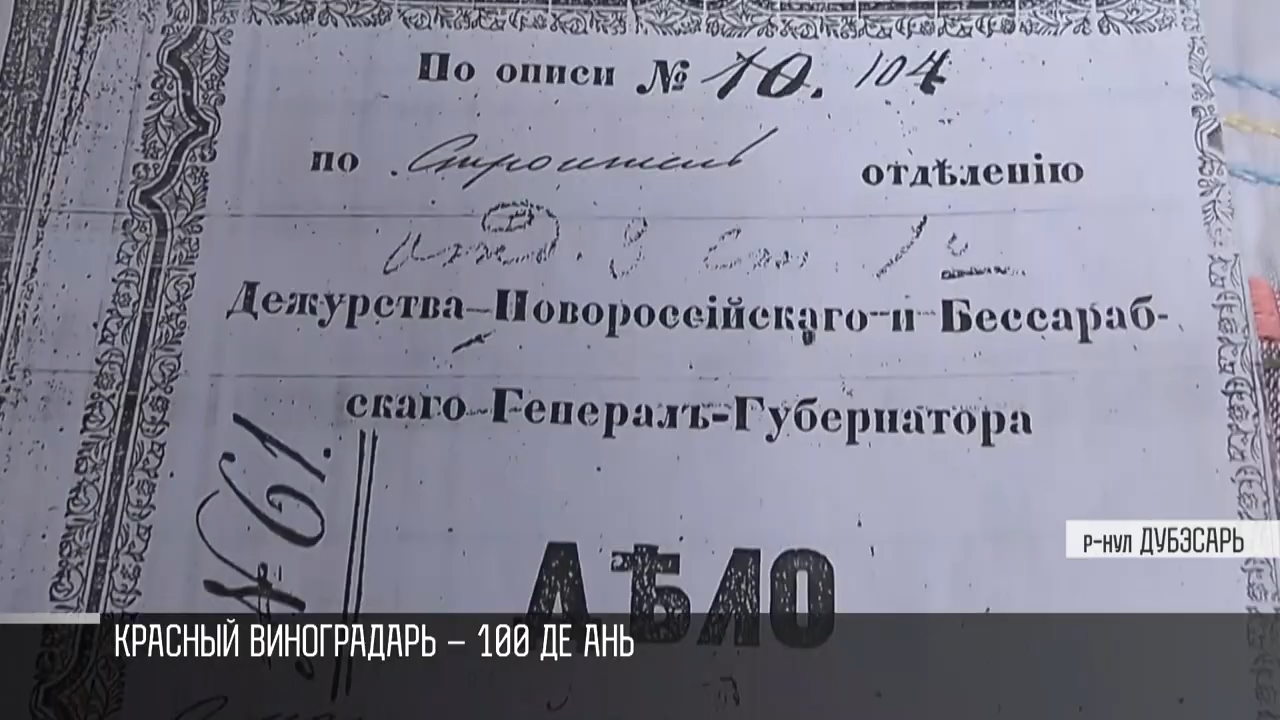 По описи № 10. 104
по Строительн отдѣленію
Дежурства Новороссійскаго и Бессараб-
скаго Генералъ-Губернатора
№ 61.
ДѢЛО
р-нул ДУБЭСАРЬ
КРАСНЫЙ ВИНОГРАДАРЬ – 100 ДЕ АНЬ